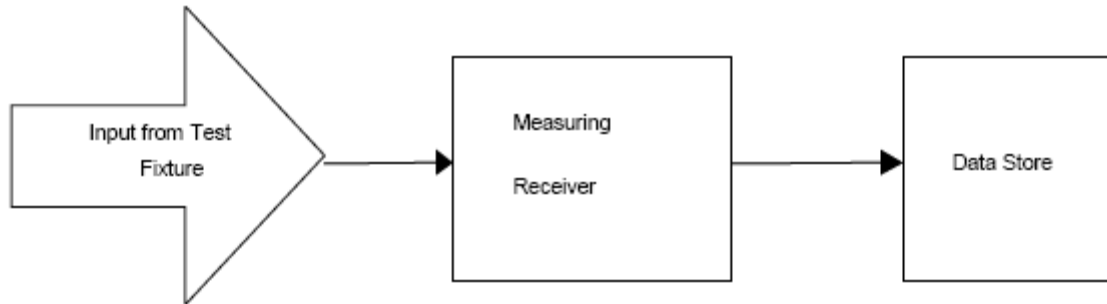 Input from Test
Fixture
Measuring
Receiver
Data Store